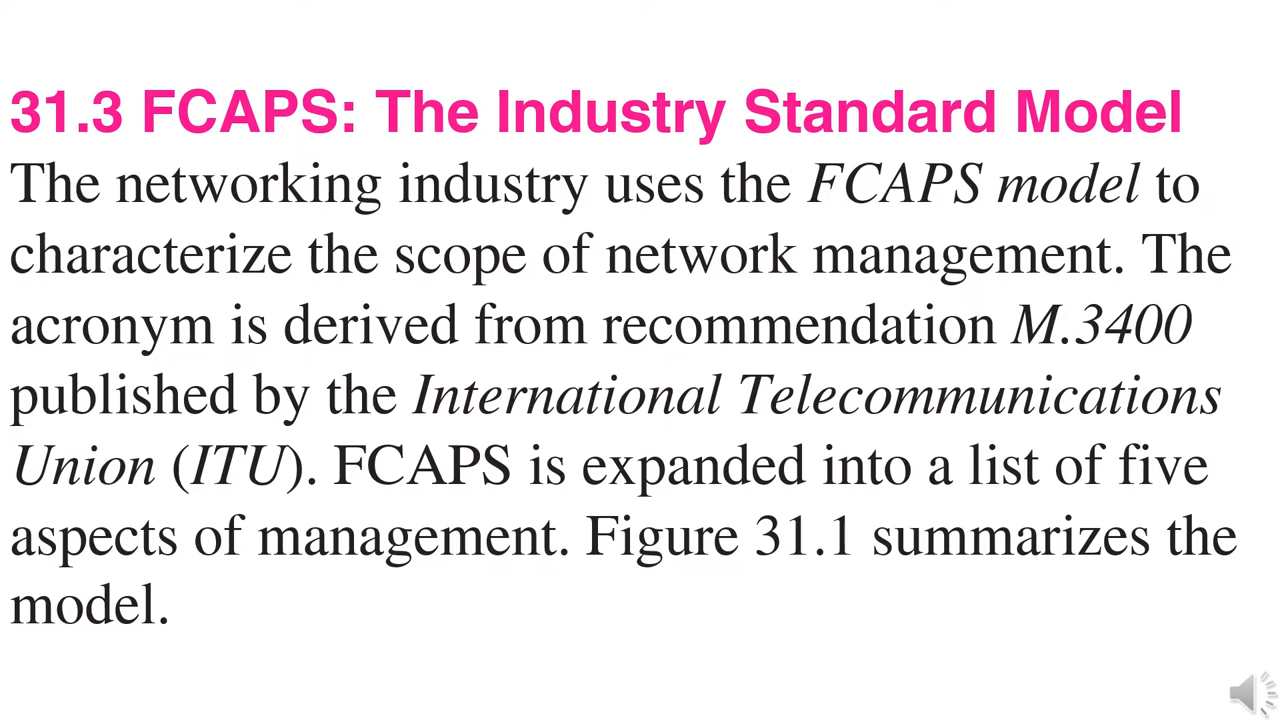 31.3 FCAPS: The Industry Standard Model
The networking industry uses the FCAPS model to
characterize the scope of network management. The
acronym is derived from recommendation M.3400
published by the International Telecommunications
Union (ITU). FCAPS is expanded into a list of five
aspects of management. Figure 31.1 summarizes the
model.